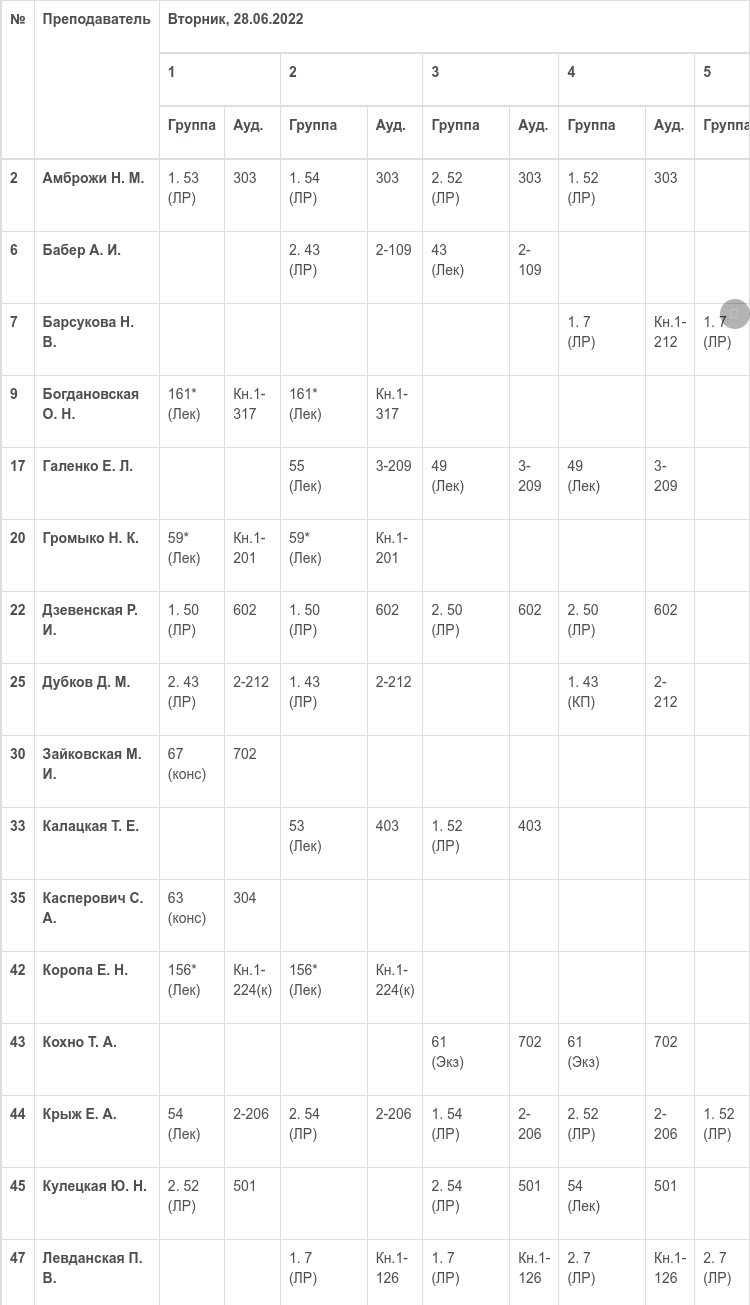 № Преподаватель Вторник, 28.06.2022
1 2 3 4 5
Группа Ауд. Группа Ауд. Группа Ауд. Группа Ауд. Группа
2 Амброжи Н. М. 1. 53 303 1. 54 303 2. 52 303 1. 52 303
(ЛР) (ЛР) (ЛР) (ЛР)
6 Бабер А. И. 2. 43 2-109 43 2-
(ЛР) (Лек) 109
7 Барсукова Н. 1. 7 Кн.1- 1. 7
В. (ЛР) 212 (ЛР)
9 Богдановская 161* Кн.1- 161* Кн.1-
О. Н. (Лек) 317 (Лек) 317
17 Галенко Е. Л. 55 3-209 49 3- 49 3-
(Лек) (Лек) 209 (Лек) 209
20 Громыко Н. К. 59* Кн.1- 59* Кн.1-
(Лек) 201 (Лек) 201
22 Дзевенская Р. 1. 50 602 1. 50 602 2. 50 602 2. 50 602
И. (ЛР) (ЛР) (ЛР) (ЛР)
25 Дубков Д. М. 2. 43 2-212 1. 43 2-212 1. 43 2-
(ЛР) (ЛР) (КП) 212
30 Зайковская М. 67 702
И. (конс)
33 Калацкая Т. Е. 53 403 1. 52 403
(Лек) (ЛР)
35 Касперович С. 63 304
А. (конс)
42 Коропа Е. Н. 156* Кн.1- 156* Кн.1-
(Лек) 224(к) (Лек) 224(к)
43 Кохно Т. А. 61 702 61 702
(Экз) (Экз)
44 Крыж Е. А. 54 2-206 2. 54 2-206 1. 54 2- 2. 52 2- 1. 52
(Лек) (ЛР) (ЛР) 206 (ЛР) 206 (ЛР)
45 Кулецкая Ю. Н. 2. 52 501 2. 54 501 54 501
(ЛР) (ЛР) (Лек)
47 Левданская П. 1. 7 Кн.1- 1. 7 Кн.1- 2. 7 Кн.1- 2. 7
В. (ЛР) 126 (ЛР) 126 (ЛР) 126 (ЛР)